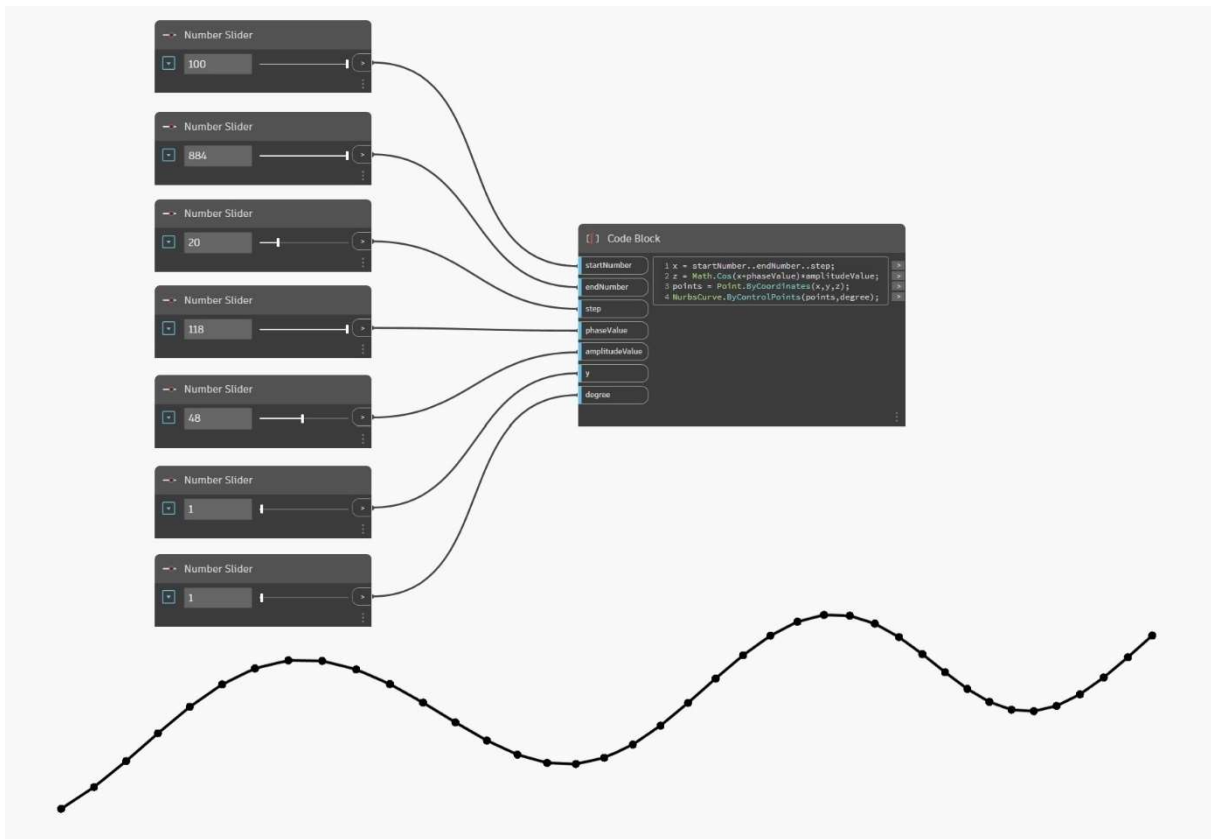 Number Slider
100
Number Slider
884
Number Slider
20
Number Slider
118
Number Slider
48
Number Slider
1
Number Slider
1
Code Block
startNumber
endNumber
step
phaseValue
amplitudeValue
y
degree
1 x = startNumber..endNumber..step;
2 z = Math.Cos(x+phaseValue)*amplitudeValue;
3 points = Point.ByCoordinates(x,y,z);
4 NurbsCurve.ByControlPoints(points,degree);